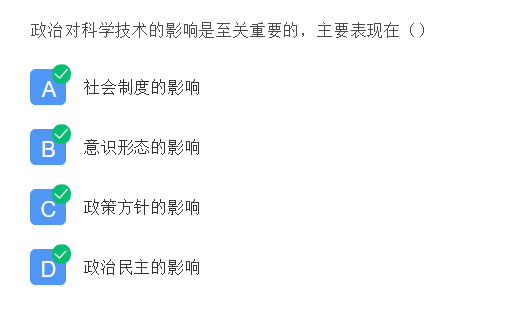 政治对科学技术的影响是至关重要的，主要表现在（）
A 社会制度的影响
B 意识形态的影响
C 政策方针的影响
D 政治民主的影响